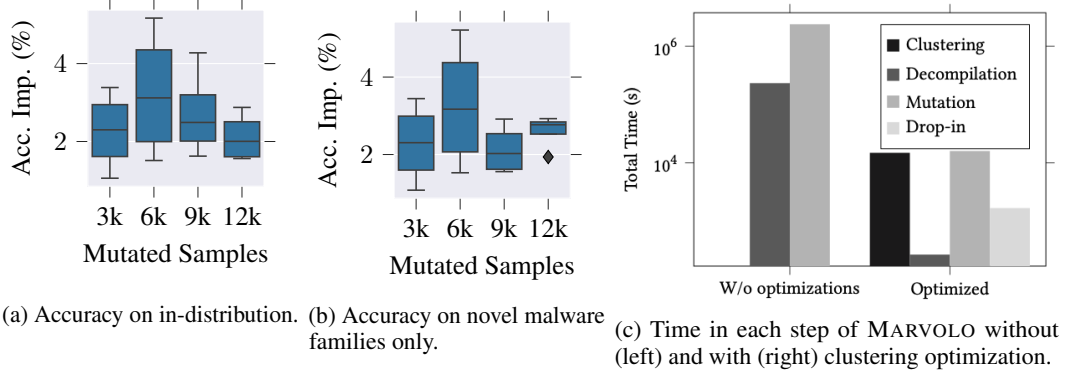 Acc. Imp. (%)
4
2
3k 6k 9k 12k
Mutated Samples
(a) Accuracy on in-distribution.
Acc. Imp. (%)
4
2
3k 6k 9k 12k
Mutated Samples
(b) Accuracy on novel malware
families only.
Total Time (s)
10^6
10^4
Clustering
Decompilation
Mutation
Drop-in
W/o optimizations Optimized
(c) Time in each step of MARVOLO without
(left) and with (right) clustering optimization.